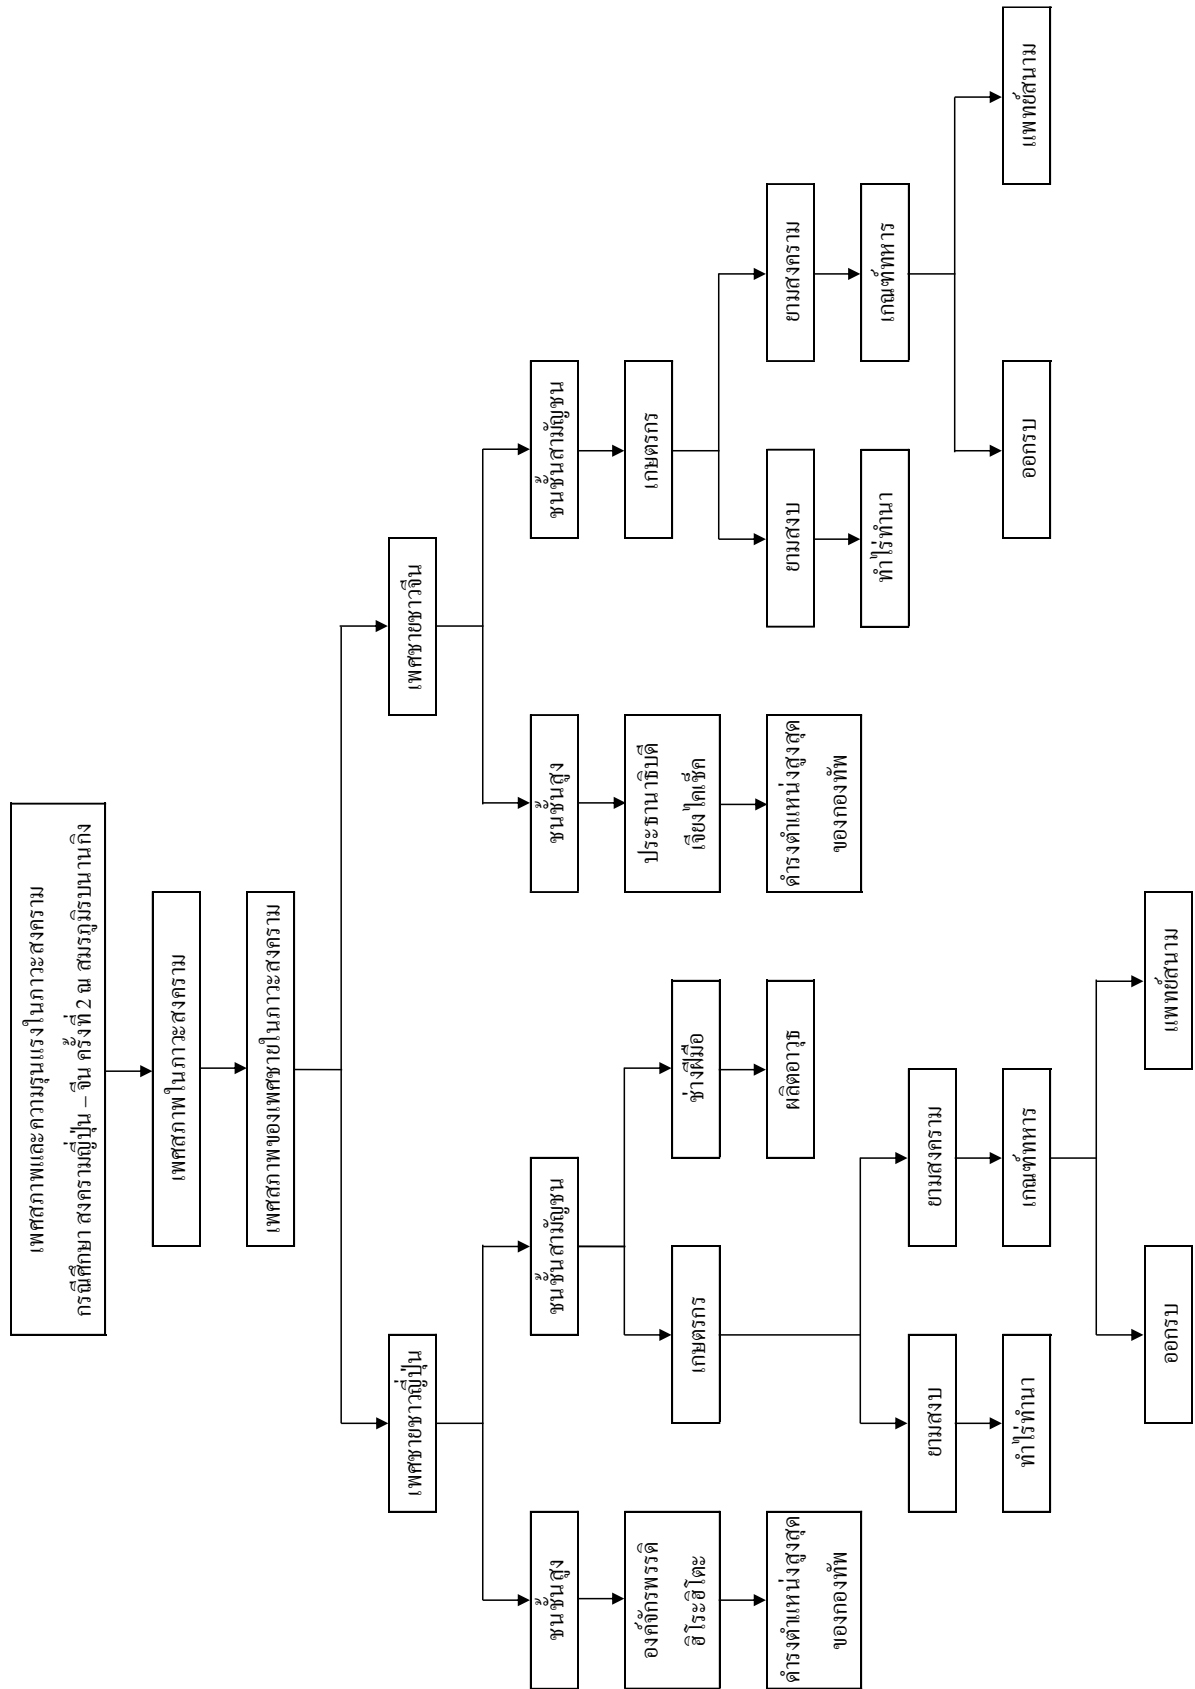 เพศสภาพและความรุนแรงในภาวะสงคราม
กรณีศึกษา สงครามญี่ปุ่น – จีน ครั้งที่ 2 ณ สมรภูมิรบนานกิง
เพศสภาพในภาวะสงคราม
เพศสภาพของเพศชายในภาวะสงคราม
เพศชายชาวญี่ปุ่น
เพศชายชาวจีน
ชนชั้นสูง
ชนชั้นสามัญชน
ชนชั้นสูง
ชนชั้นสามัญชน
องค์จักรพรรดิ
ฮิโระฮิโตะ
เกษตรกร
ช่างฝีมือ
ประธานาธิบดี
เจียงไคเช็ค
เกษตรกร
ดำรงตำแหน่งสูงสุด
ของกองทัพ
ผลิตอาวุธ
ดำรงตำแหน่งสูงสุด
ของกองทัพ
ยามสงบ
ยามสงคราม
ยามสงบ
ยามสงคราม
ทำไร่ทำนา
เกณฑ์ทหาร
ทำไร่ทำนา
เกณฑ์ทหาร
ออกรบ
แพทย์สนาม
ออกรบ
แพทย์สนาม